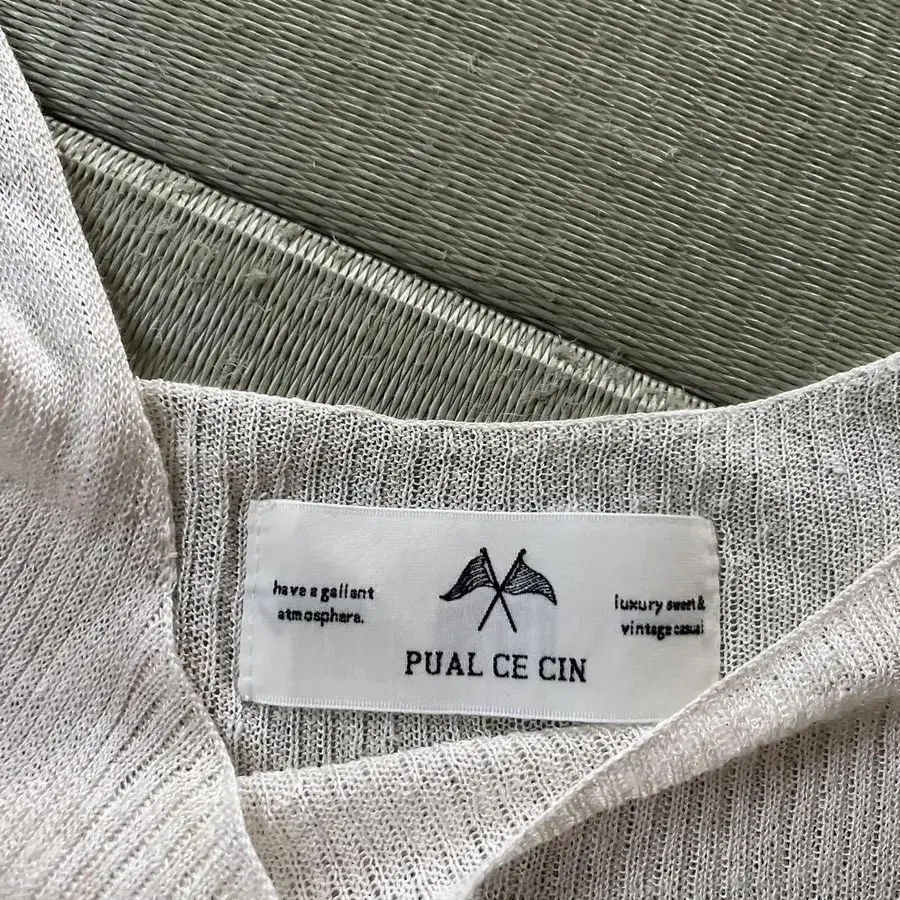 have a gallant
atmosphere.
luxury sweet &
vintage casual
PUAL CE CIN